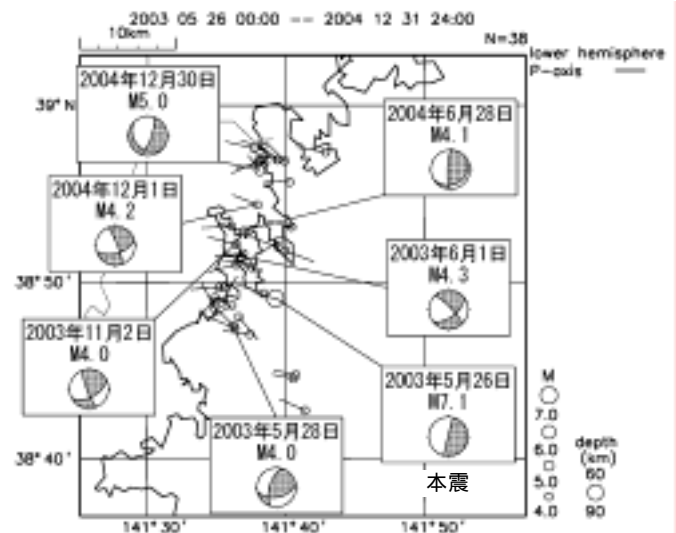 2003 05 26 00:00 -- 2004 12 31 24:00
10km
N=38
lower hemisphere
P-axis
39° N
2004年12月30日
M5.0
2004年6月28日
M4.1
2004年12月1日
M4.2
38°50'
2003年6月1日
M4.3
2003年11月2日
M4.0
2003年5月26日
M7.1
本震
2003年5月28日
M4.0
38°40'
M
7.0
6.0
5.0
4.0
depth
(km)
60
90
141°30'
141°40'
141°50'